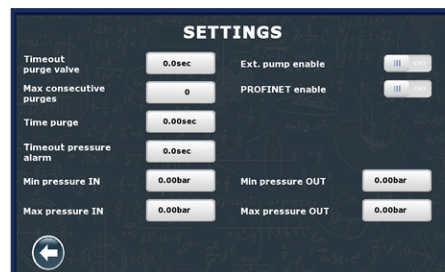 SETTINGS
Timeout
purge valve
0.0sec
Ext. pump enable
OFF
Max consecutive
purges
0
PROFINET enable
OFF
Time purge
0.00sec
Timeout pressure
alarm
0.0sec
Min pressure IN
0.00bar
Min pressure OUT
0.00bar
Max pressure IN
0.00bar
Max pressure OUT
0.00bar